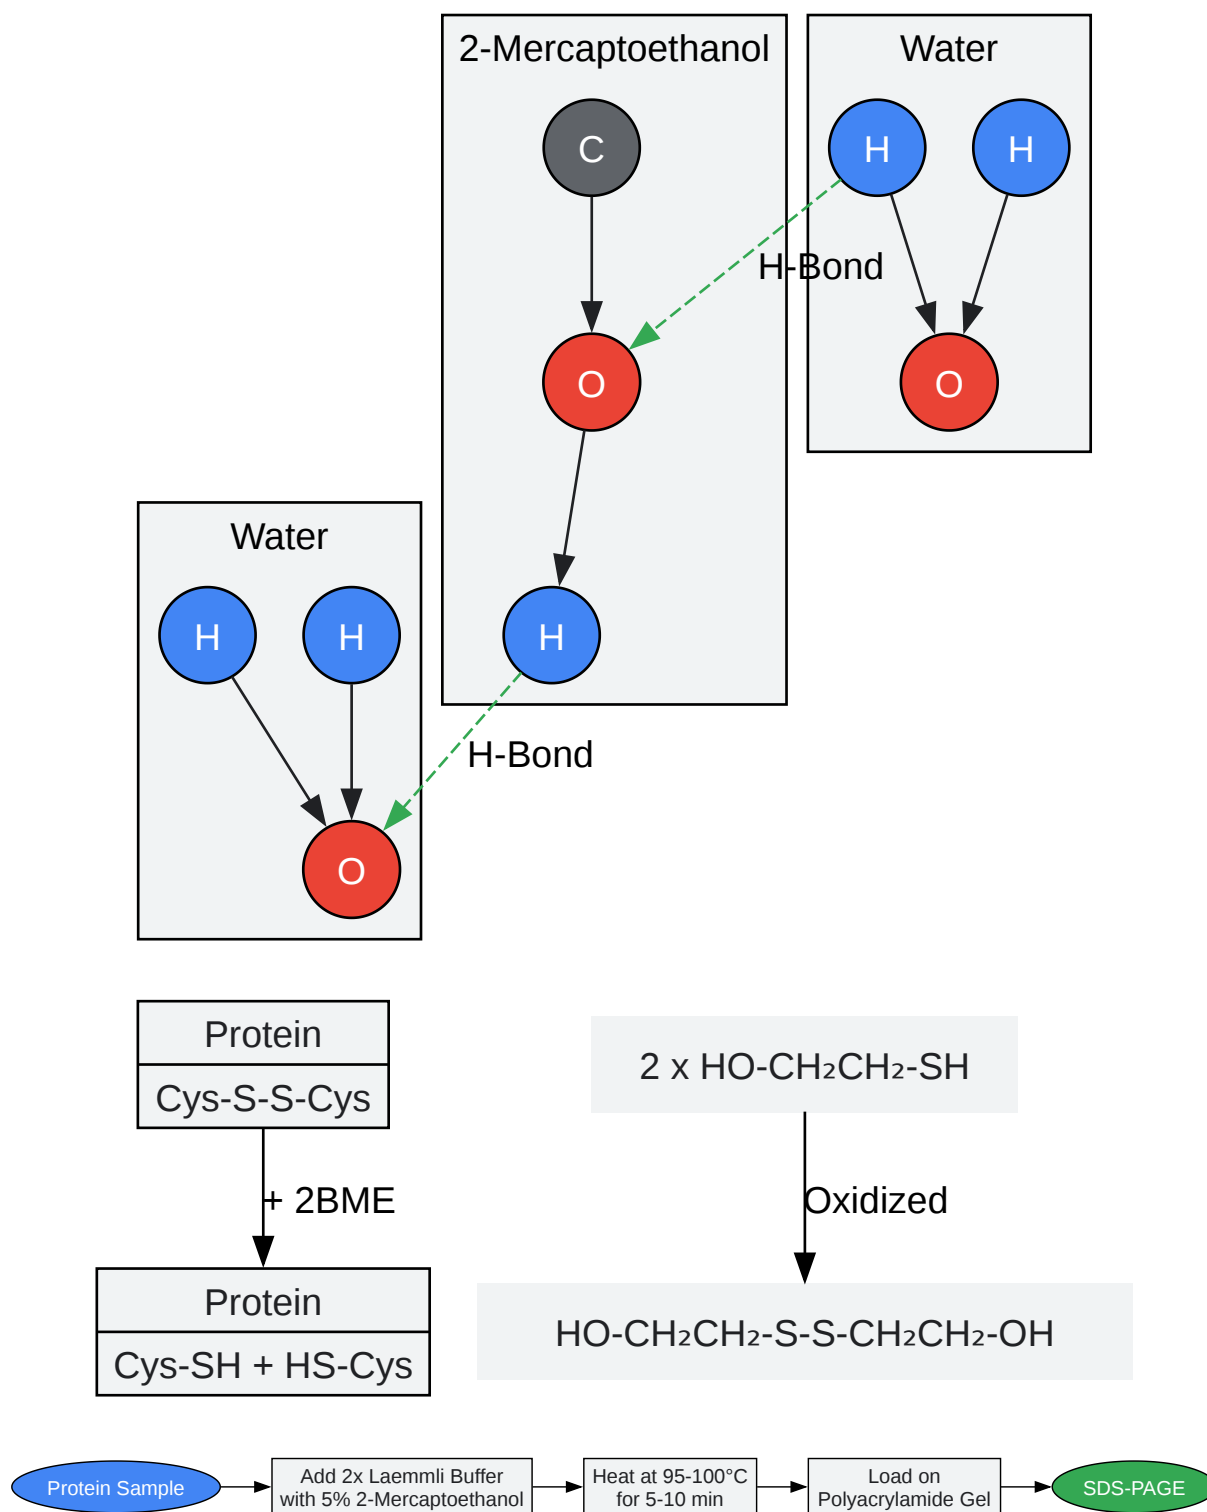 2-Mercaptoethanol
Water
C
H
H
H-Bond
O
O
Water
H
H
H
H-Bond
O
Protein
Cys-S-S-Cys
2 x HO-CH₂CH₂-SH
+ 2BME
Oxidized
Protein
Cys-SH + HS-Cys
HO-CH₂CH₂-S-S-CH₂CH₂-OH
Protein Sample
Add 2x Laemmli Buffer
with 5% 2-Mercaptoethanol
Heat at 95-100°C
for 5-10 min
Load on
Polyacrylamide Gel
SDS-PAGE